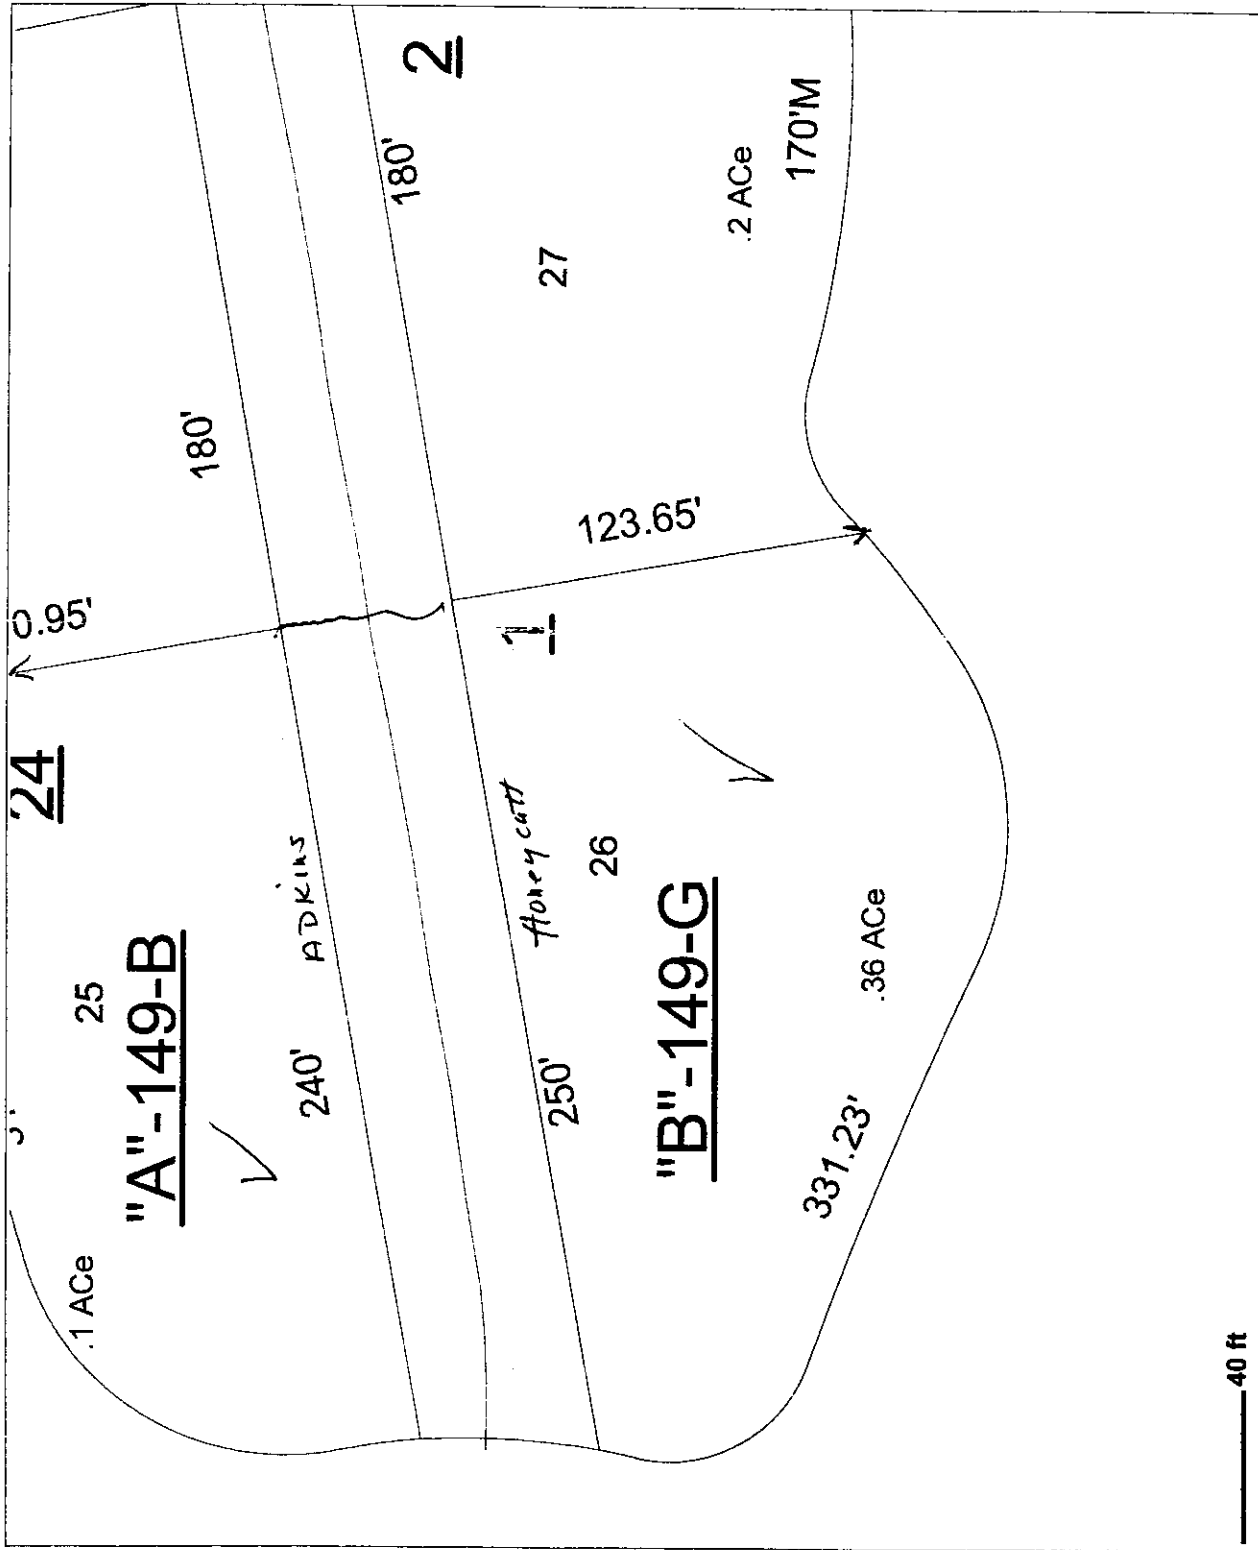 2
180'
.2 ACe
170'M
27
180'
123.65'
0.95'
1
24
ADKINS
Honeycutt
26
25
"A"-149-B
"B"-149-G
.36 ACe
240'
250'
331.23'
.1 ACe
40 ft